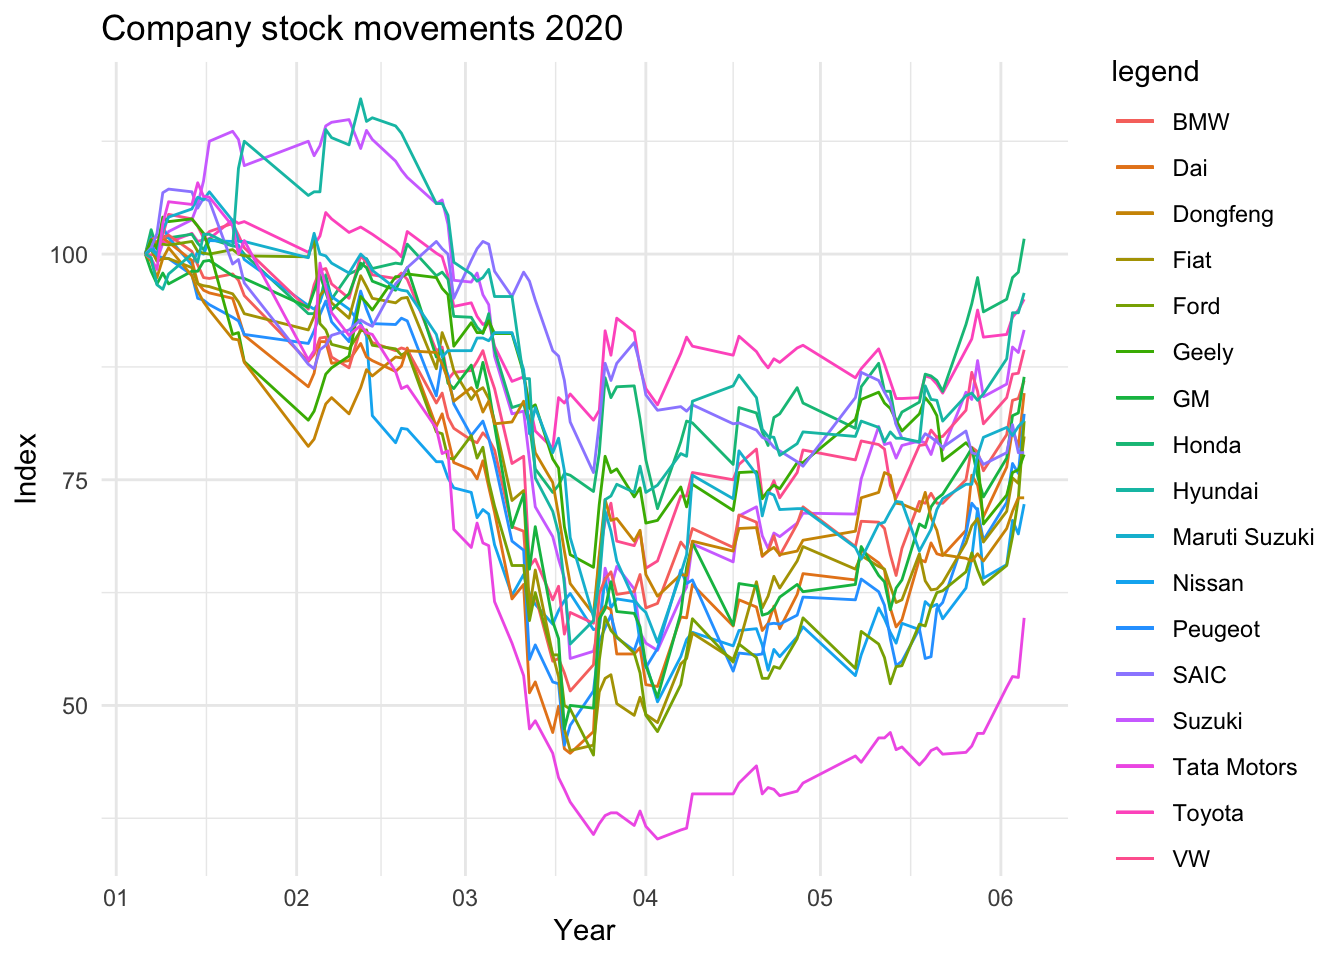 Company stock movements 2020
legend
BMW
Dai
Dongfeng
Fiat
Ford
Geely
GM
Honda
Hyundai
Maruti Suzuki
Nissan
Peugeot
SAIC
Suzuki
Tata Motors
Toyota
VW
Index
100
75
50
01 02 03 04 05 06
Year